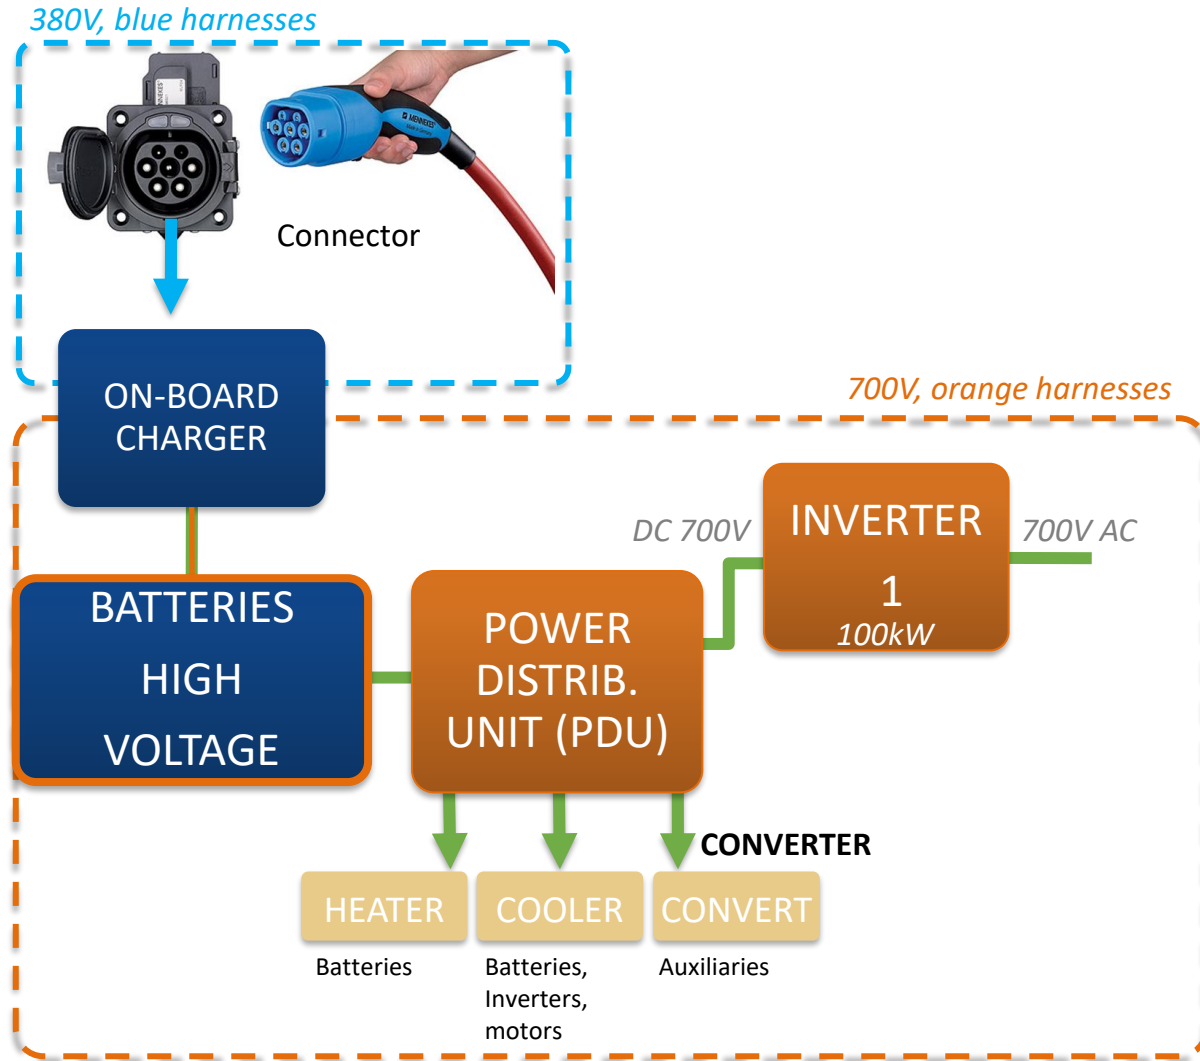 380V, blue harnesses
MENNEKES
Connector
ON-BOARD
CHARGER
700V, orange harnesses
BATTERIES
HIGH
VOLTAGE
POWER
DISTRIB.
UNIT (PDU)
DC 700V
INVERTER
1
100kW
700V AC
CONVERTER
HEATER
COOLER
CONVERT
Batteries
Batteries,
Inverters,
motors
Auxiliaries